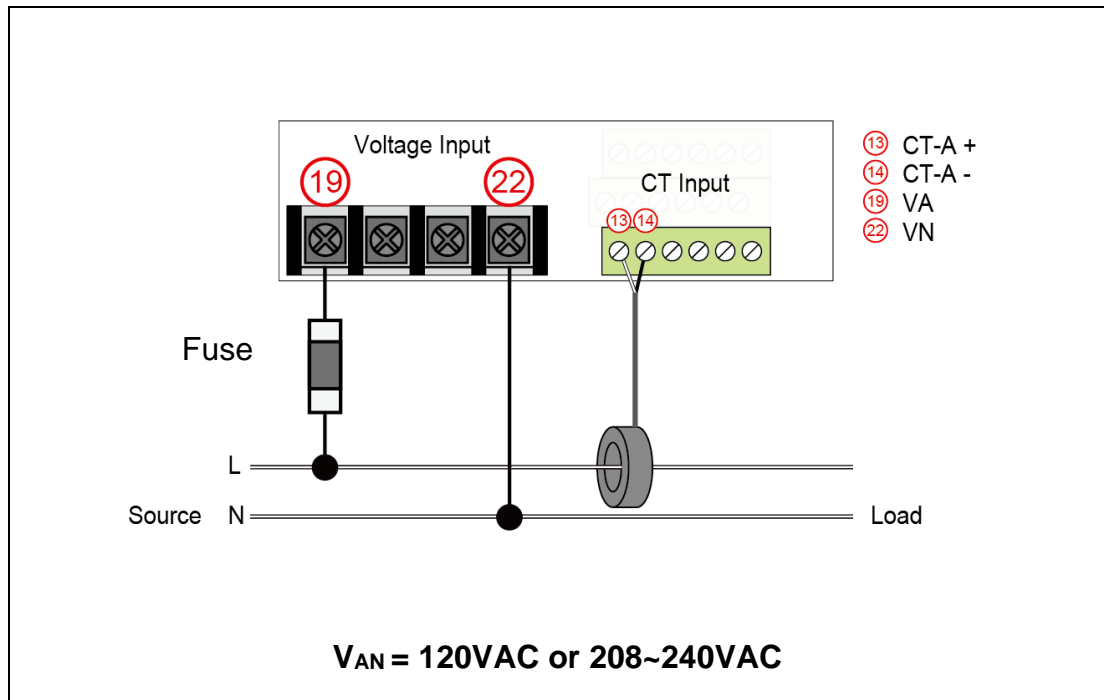 Voltage Input
CT Input
19
22
13 14
13 CT-A +
14 CT-A -
19 VA
22 VN
Fuse
L
Source N
Load
VAN = 120VAC or 208~240VAC